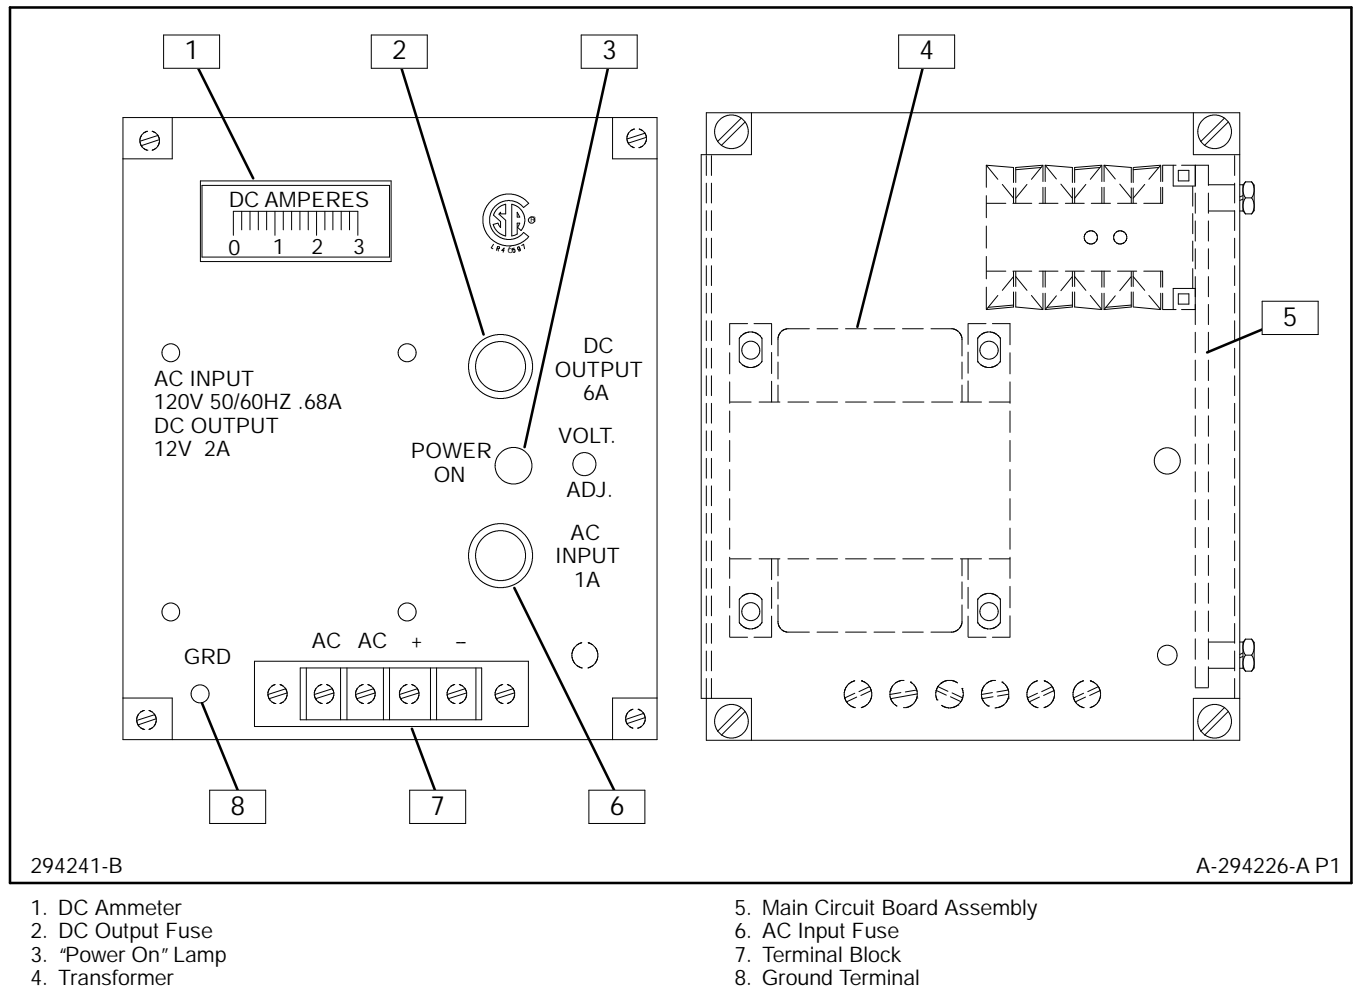 1 2 3 4
DC AMPERES
0 1 2 3
CSA ®
5
DC
OUTPUT
6A
AC INPUT
120V 50/60HZ .68A
DC OUTPUT
12V 2A
POWER
ON
VOLT.
ADJ.
AC
INPUT
1A
AC AC + –
GRD
8 7 6
294241-B
A-294226-A P1
1. DC Ammeter
2. DC Output Fuse
3. “Power On” Lamp
4. Transformer
5. Main Circuit Board Assembly
6. AC Input Fuse
7. Terminal Block
8. Ground Terminal